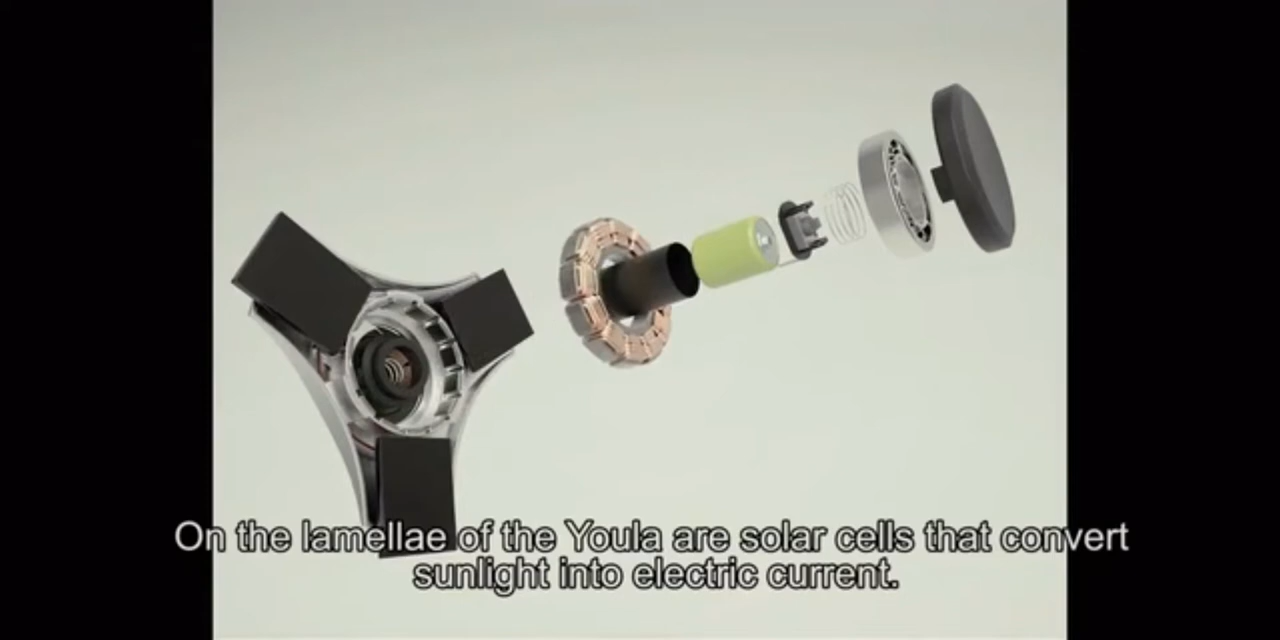 On the lamellae of the Youla are solar cells that convert
sunlight into electric current.